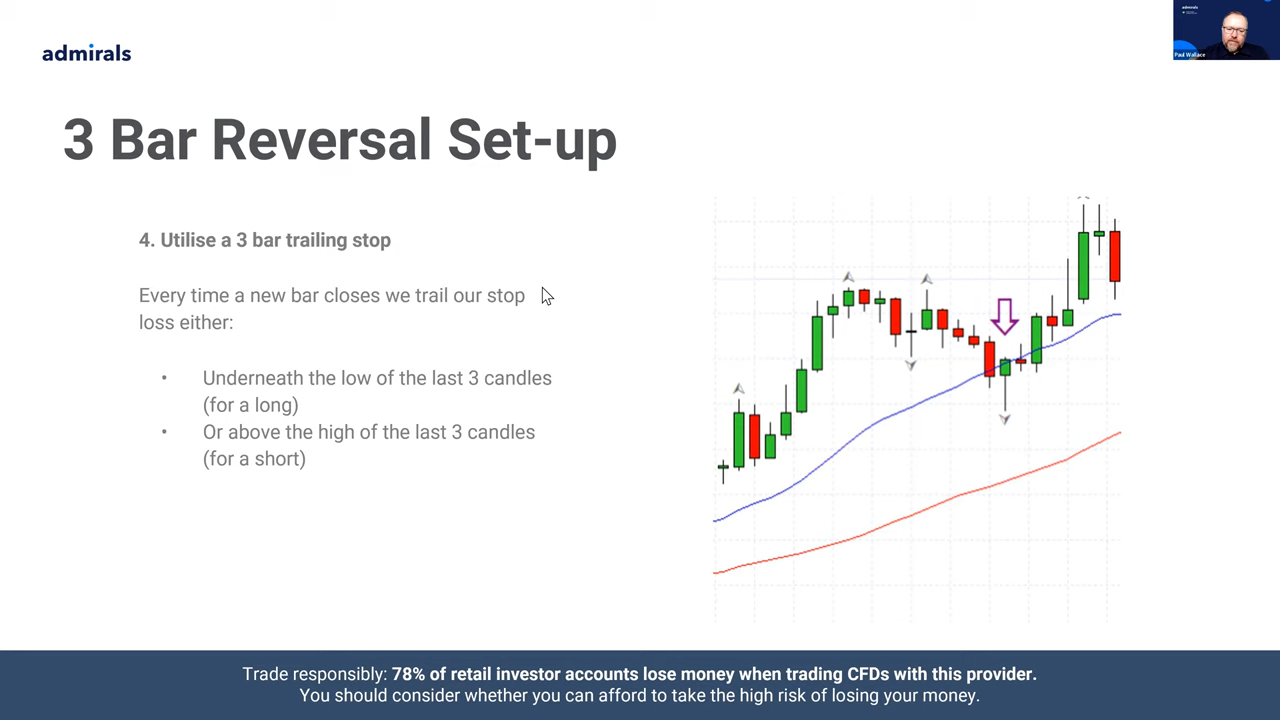 admirals
admirals
Paul Wallace
3 Bar Reversal Set-up
4. Utilise a 3 bar trailing stop
Every time a new bar closes we trail our stop
loss either:
• Underneath the low of the last 3 candles
(for a long)
• Or above the high of the last 3 candles
(for a short)
Trade responsibly: 78% of retail investor accounts lose money when trading CFDs with this provider.
You should consider whether you can afford to take the high risk of losing your money.